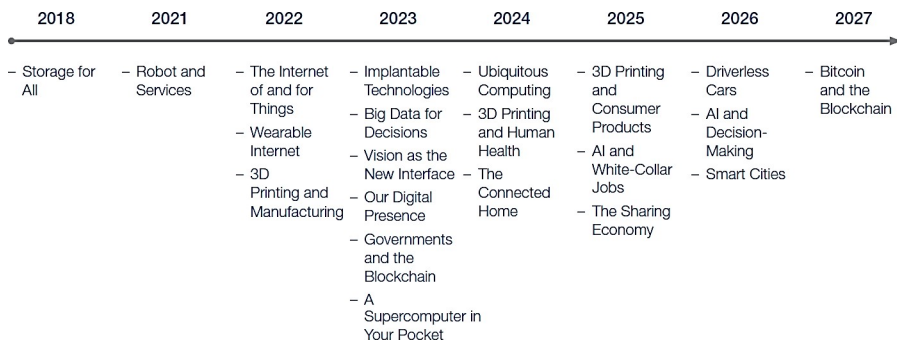 2018
2021
2022
2023
2024
2025
2026
2027
– Storage for
All
– Robot and
Services
– The Internet
of and for
Things
– Wearable
Internet
– 3D
Printing and
Manufacturing
– Implantable
Technologies
– Big Data for
Decisions
– Vision as the
New Interface
– Our Digital
Presence
– Governments
and the
Blockchain
– A
Supercomputer in
Your Pocket
– Ubiquitous
Computing
– 3D Printing
and Human
Health
– The
Connected
Home
– 3D Printing
and
Consumer
Products
– AI and
White-Collar
Jobs
– The Sharing
Economy
– Driverless
Cars
– AI and
Decision-
Making
– Smart Cities
– Bitcoin
and the
Blockchain